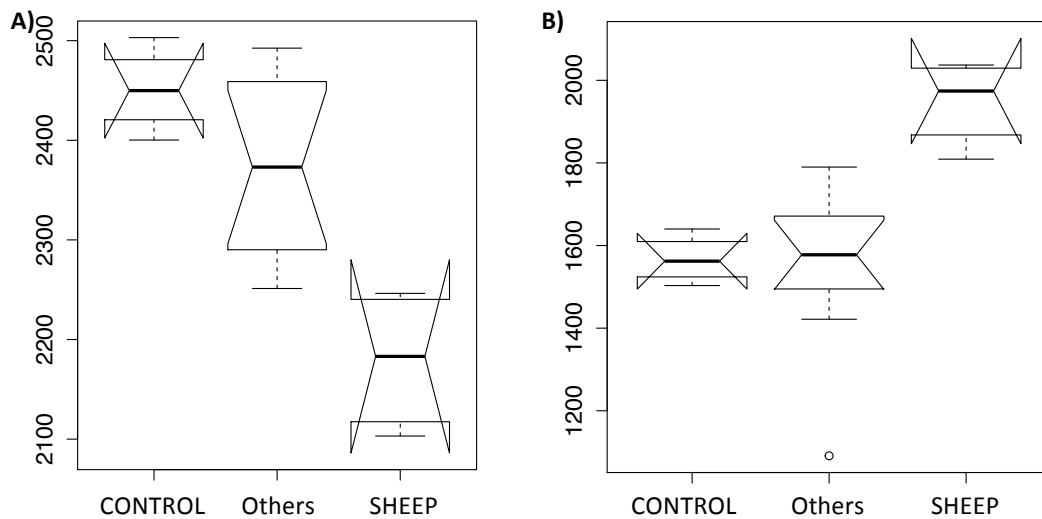 A)
2500
2400
2300
2200
2100
CONTROL Others SHEEP
B)
2000
1800
1600
1400
1200
CONTROL Others SHEEP